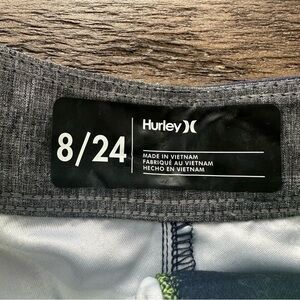 Hurley
8/24
MADE IN VIETNAM
FABRIQUÉ AU VIETNAM
HECHO EN VIETNAM